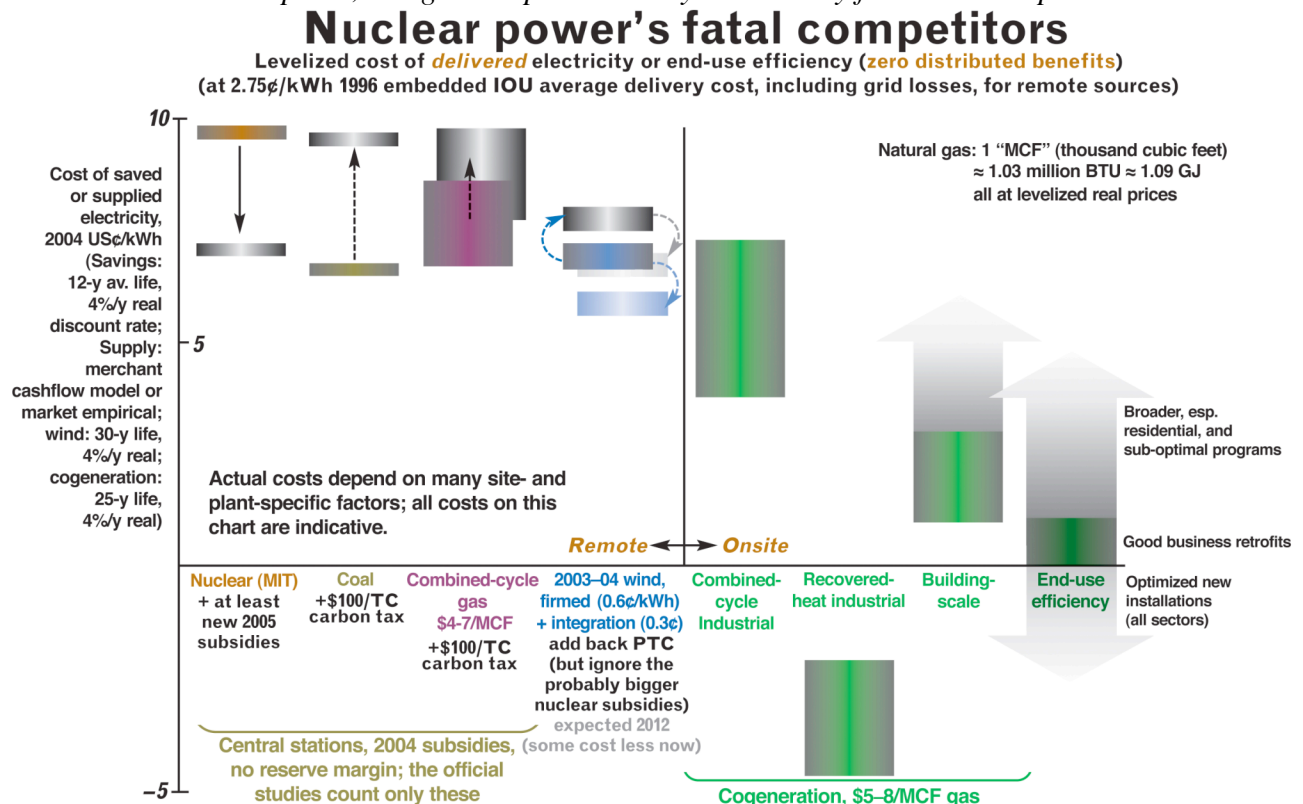 Nuclear power's fatal competitors
Levelized cost of delivered electricity or end-use efficiency (zero distributed benefits)
(at 2.75¢/kWh 1996 embedded IOU average delivery cost, including grid losses, for remote sources)
10
Cost of saved
or supplied
electricity,
2004 US¢/kWh
(Savings:
12-y av. life,
4%/y real
discount rate;
Supply:
merchant
cashflow model or
market empirical;
wind: 30-y life,
4%/y real;
cogeneration:
25-y life,
4%/y real)
5
-5
Natural gas: 1 "MCF" (thousand cubic feet)
≈ 1.03 million BTU ≈ 1.09 GJ
all at levelized real prices
Actual costs depend on many site- and
plant-specific factors; all costs on this
chart are indicative.
Remote
Onsite
Broader, esp.
residential, and
sub-optimal programs
Good business retrofits
Optimized new
installations
(all sectors)
Nuclear (MIT)
+ at least
new 2005
subsidies
Coal
+$100/TC
carbon tax
Combined-cycle
gas
$4-7/MCF
+$100/TC
carbon tax
2003–04 wind,
firmed (0.6¢/kWh)
+ integration (0.3¢)
add back PTC
(but ignore the
probably bigger
nuclear subsidies)
expected 2012
(some cost less now)
Combined-
cycle
Industrial
Recovered-
heat industrial
Building-
scale
End-use
efficiency
Central stations, 2004 subsidies,
no reserve margin; the official
studies count only these
Cogeneration, $5–8/MCF gas